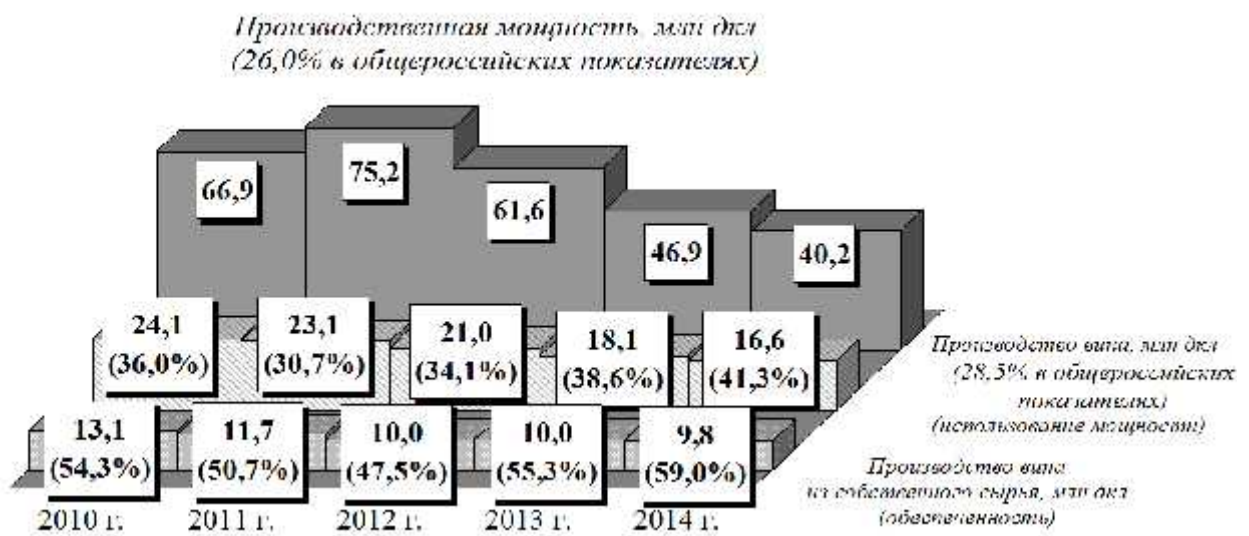 Производственная мощность, млн дкл
(26,0% в общероссийских показателях)
66,9
75,2
61,6
46,9
40,2
24,1
(36,0%)
23,1
(30,7%)
21,0
(34,1%)
18,1
(38,6%)
16,6
(41,3%)
Производство вина, млн дкл
(28,5% в общероссийских
показателях)
(использование мощности)
13,1
(54,3%)
11,7
(50,7%)
10,0
(47,5%)
10,0
(55,3%)
9,8
(59,0%)
Производство вина
из собственного сырья, млн дкл
(обеспеченность)
2010 г.
2011 г.
2012 г.
2013 г.
2014 г.